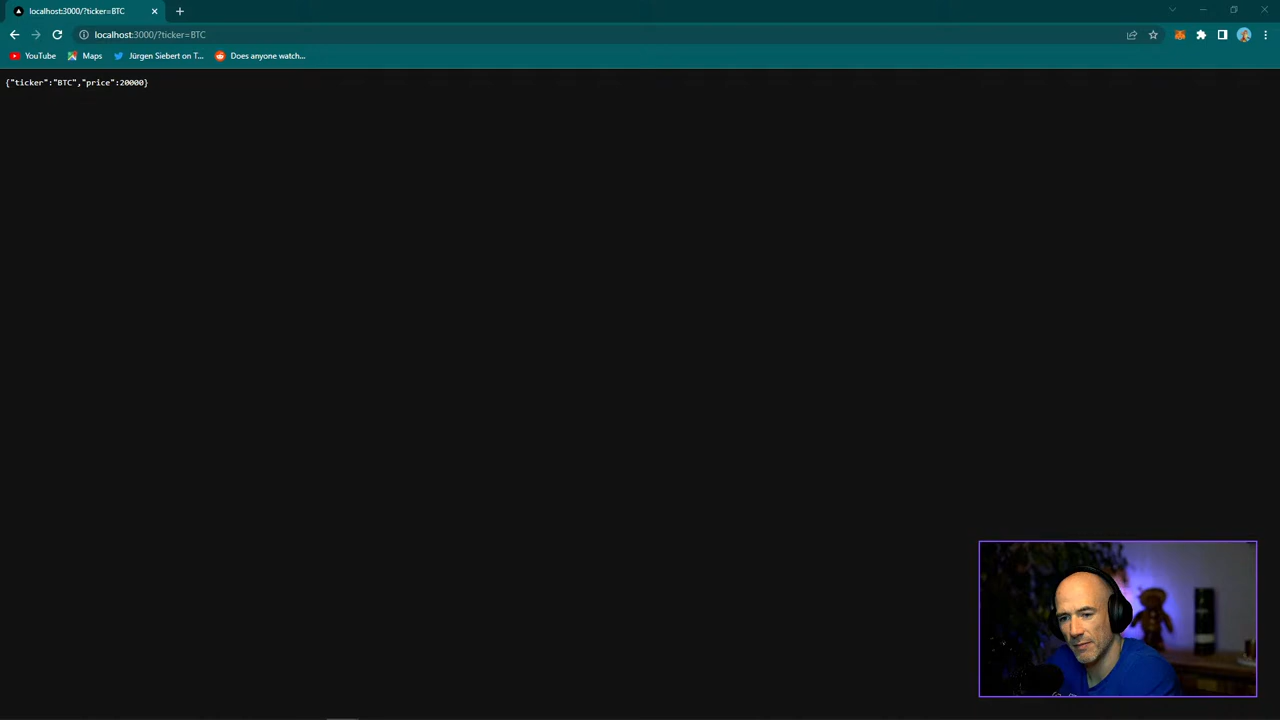 localhost:3000/?ticker=BTC
localhost:3000/?ticker=BTC
YouTube Maps Jürgen Siebert on T... Does anyone watch...
{"ticker":"BTC","price":20000}